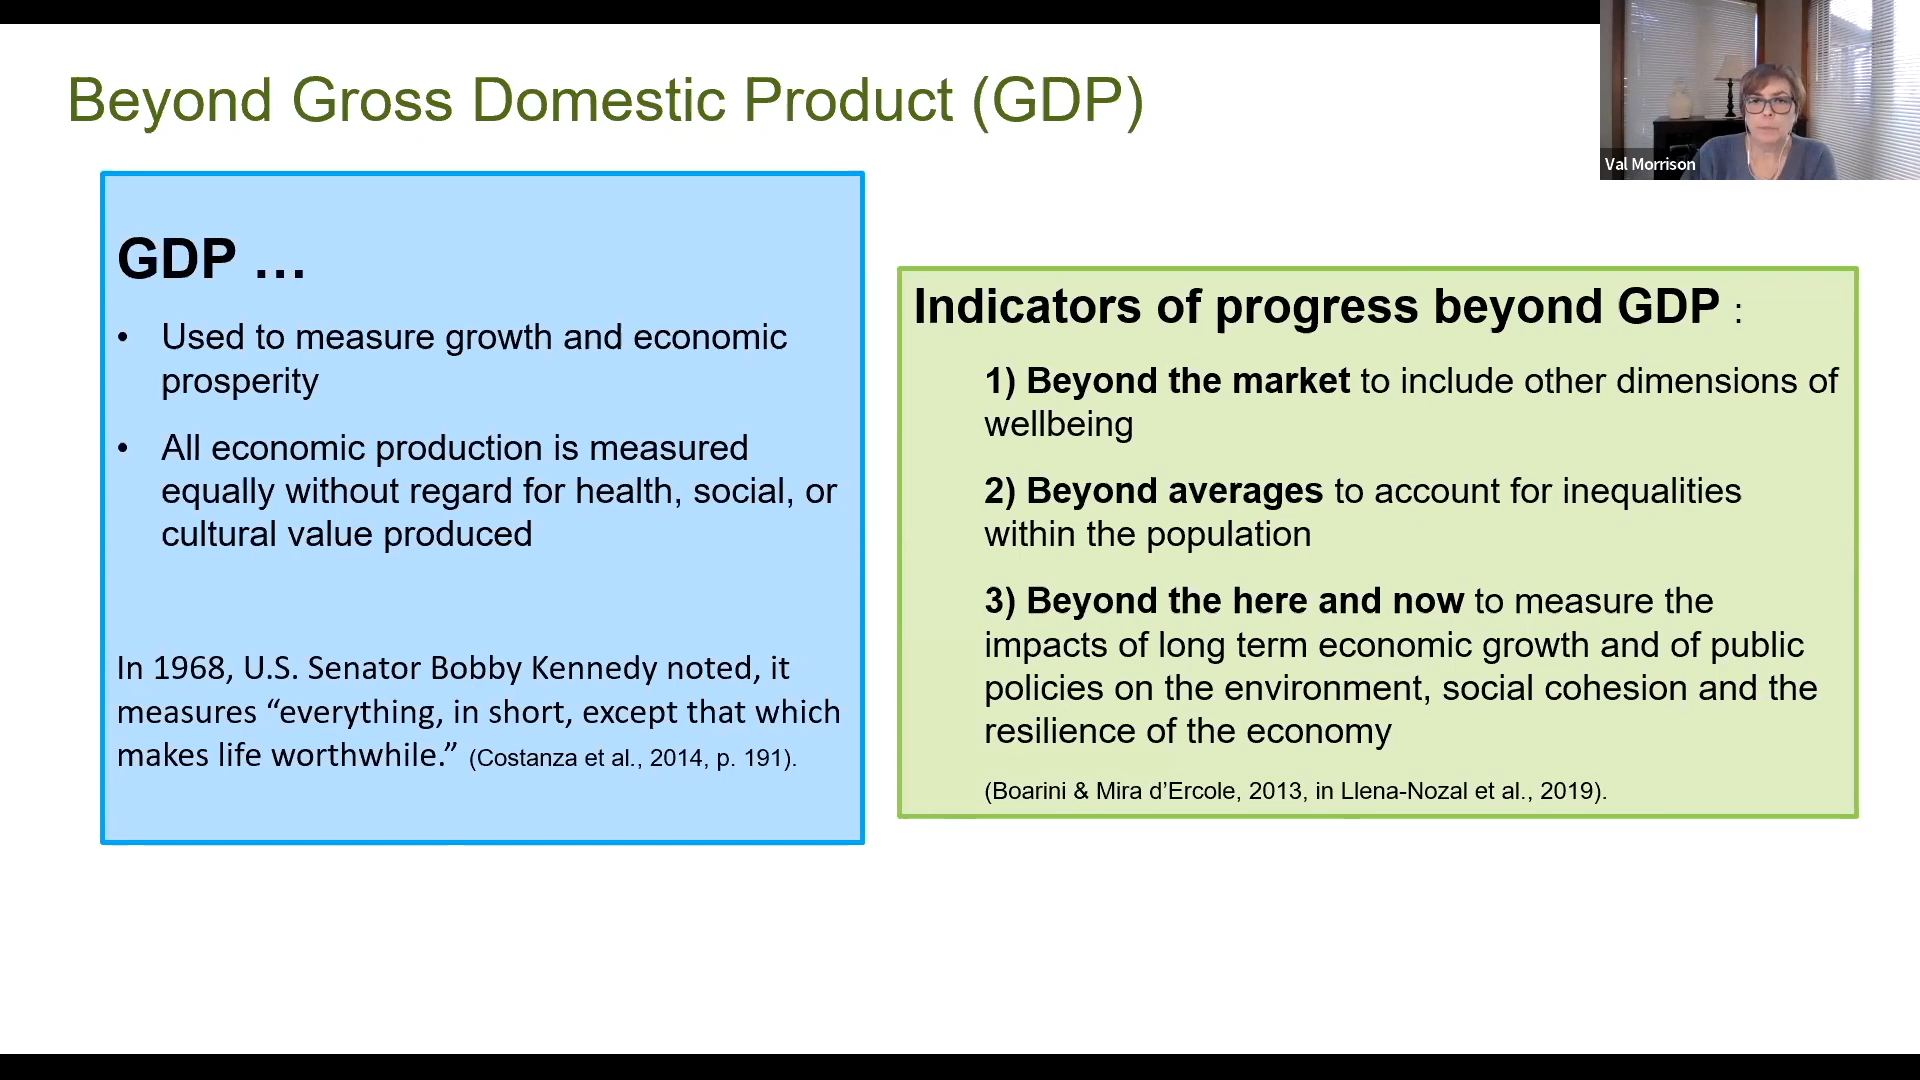 Beyond Gross Domestic Product (GDP)
Val Morrison
GDP …
• Used to measure growth and economic
prosperity
• All economic production is measured
equally without regard for health, social, or
cultural value produced
In 1968, U.S. Senator Bobby Kennedy noted, it
measures “everything, in short, except that which
makes life worthwhile.” (Costanza et al., 2014, p. 191).
Indicators of progress beyond GDP :
1) Beyond the market to include other dimensions of
wellbeing
2) Beyond averages to account for inequalities
within the population
3) Beyond the here and now to measure the
impacts of long term economic growth and of public
policies on the environment, social cohesion and the
resilience of the economy
(Boarini & Mira d’Ercole, 2013, in Llena-Nozal et al., 2019).